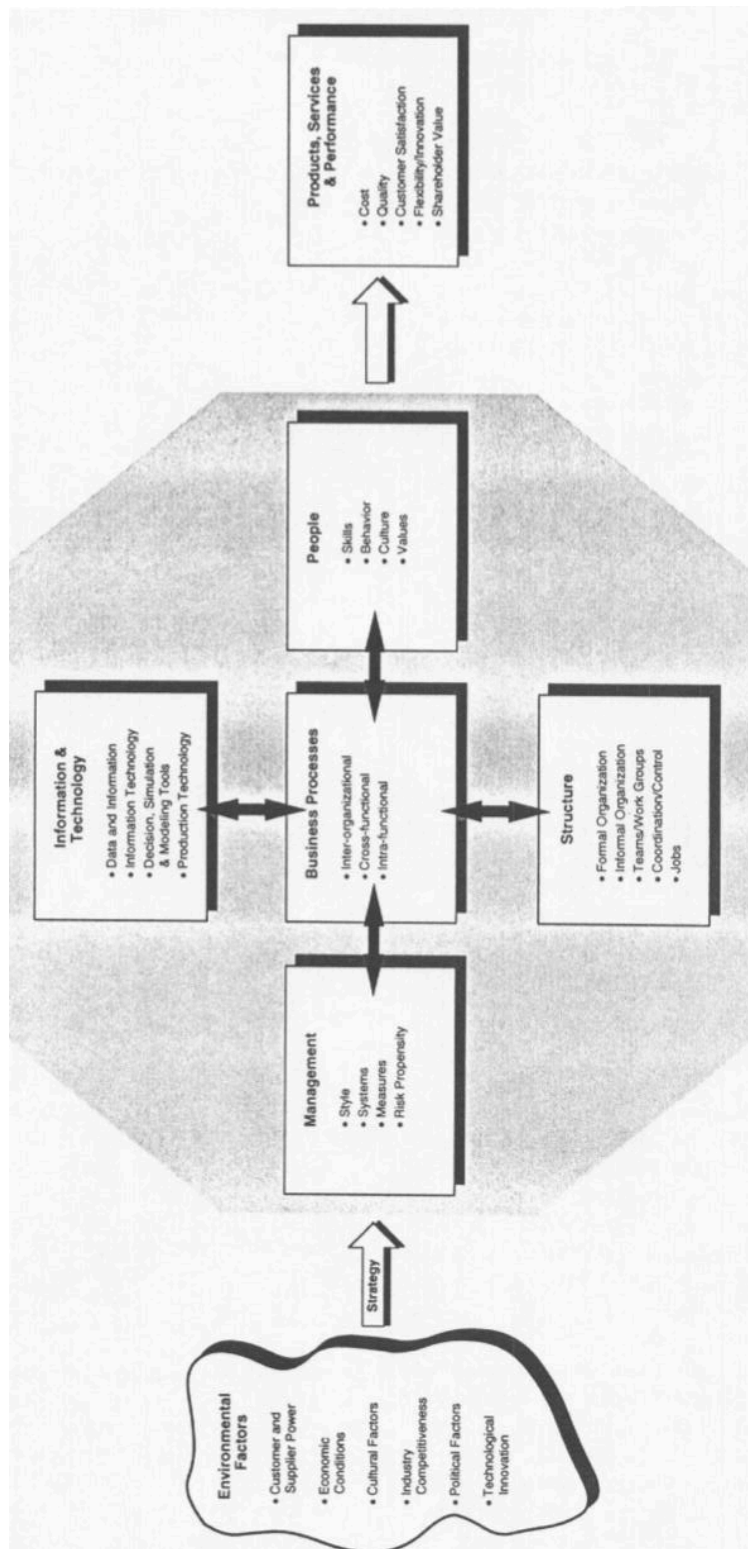 Environmental
Factors
• Customer and
Supplier Power
• Economic
Conditions
• Cultural Factors
• Industry
Competitiveness
• Political Factors
• Technological
Innovation
Strategy
Management
• Style
• Systems
• Measures
• Risk Propensity
Information &
Technology
• Data and Information
• Information Technology
• Decision, Simulation
& Modeling Tools
• Production Technology
Business Processes
• Inter-organizational
• Cross-functional
• Intra-functional
Structure
• Formal Organization
• Informal Organization
• Teams/Work Groups
• Coordination/Control
• Jobs
People
• Skills
• Behavior
• Culture
• Values
Products, Services
& Performance
• Cost
• Quality
• Customer Satisfaction
• Flexibility/Innovation
• Shareholder Value